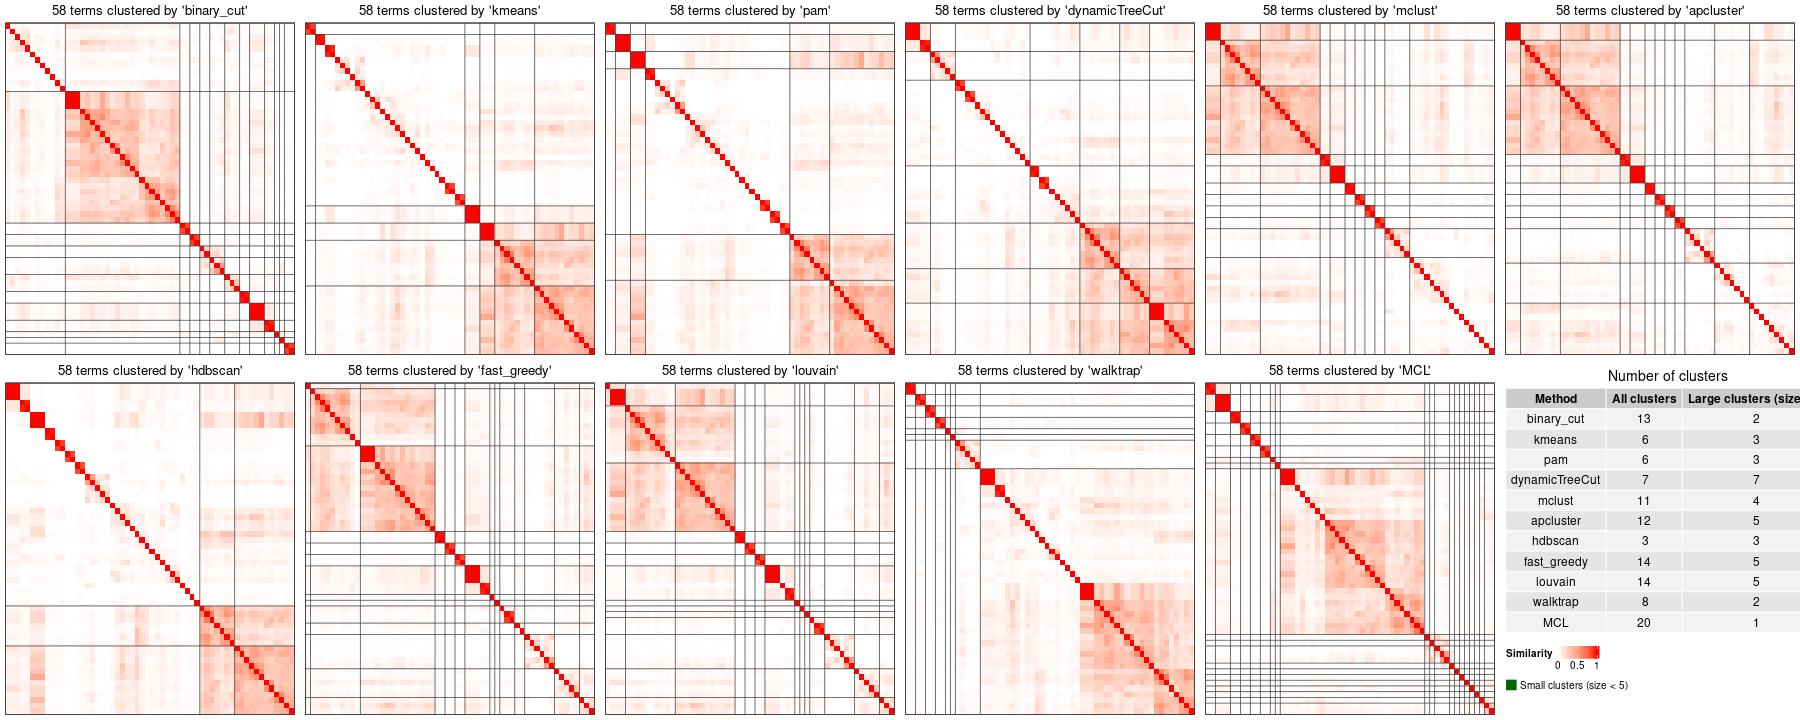 58 terms clustered by 'binary_cut'
58 terms clustered by 'kmeans'
58 terms clustered by 'pam'
58 terms clustered by 'dynamicTreeCut'
58 terms clustered by 'mclust'
58 terms clustered by 'apcluster'
58 terms clustered by 'hdbscan'
58 terms clustered by 'fast_greedy'
58 terms clustered by 'louvain'
58 terms clustered by 'walktrap'
58 terms clustered by 'MCL'
Number of clusters
Method All clusters Large clusters (size
binary_cut 13 2
kmeans 6 3
pam 6 3
dynamicTreeCut 7 7
mclust 11 4
apcluster 12 5
hdbscan 3 3
fast_greedy 14 5
louvain 14 5
walktrap 8 2
MCL 20 1
Similarity
0 0.5 1
Small clusters (size < 5)